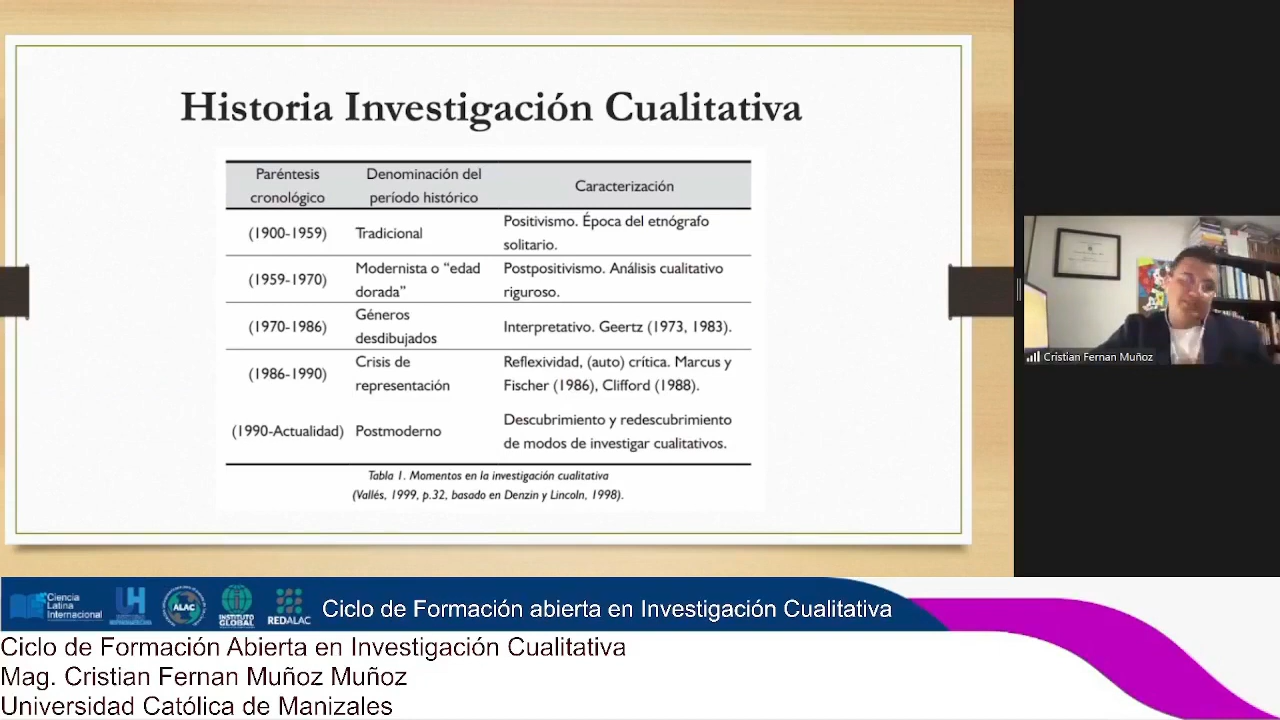 Historia Investigación Cualitativa
Paréntesis cronológico
Denominación del período histórico
Caracterización
(1900-1959)
Tradicional
Positivismo. Época del etnógrafo
solitario.
(1959-1970)
Modernista o “edad
dorada”
Postpositivismo. Análisis cualitativo
riguroso.
(1970-1986)
Géneros
desdibujados
Interpretativo. Geertz (1973, 1983).
(1986-1990)
Crisis de
representación
Reflexividad, (auto) crítica. Marcus y
Fischer (1986), Clifford (1988).
(1990-Actualidad)
Postmoderno
Descubrimiento y redescubrimiento
de modos de investigar cualitativos.
Tabla 1. Momentos en la investigación cualitativa
(Vallés, 1999, p.32, basado en Denzin y Lincoln, 1998).
Cristian Fernan Muñoz
Ciencia
Latina
Internacional
UH
ALAC
INSTITUTO
GLOBAL
REDALAC
Ciclo de Formación abierta en Investigación Cualitativa
Ciclo de Formación Abierta en Investigación Cualitativa
Mag. Cristian Fernan Muñoz Muñoz
Universidad Católica de Manizales